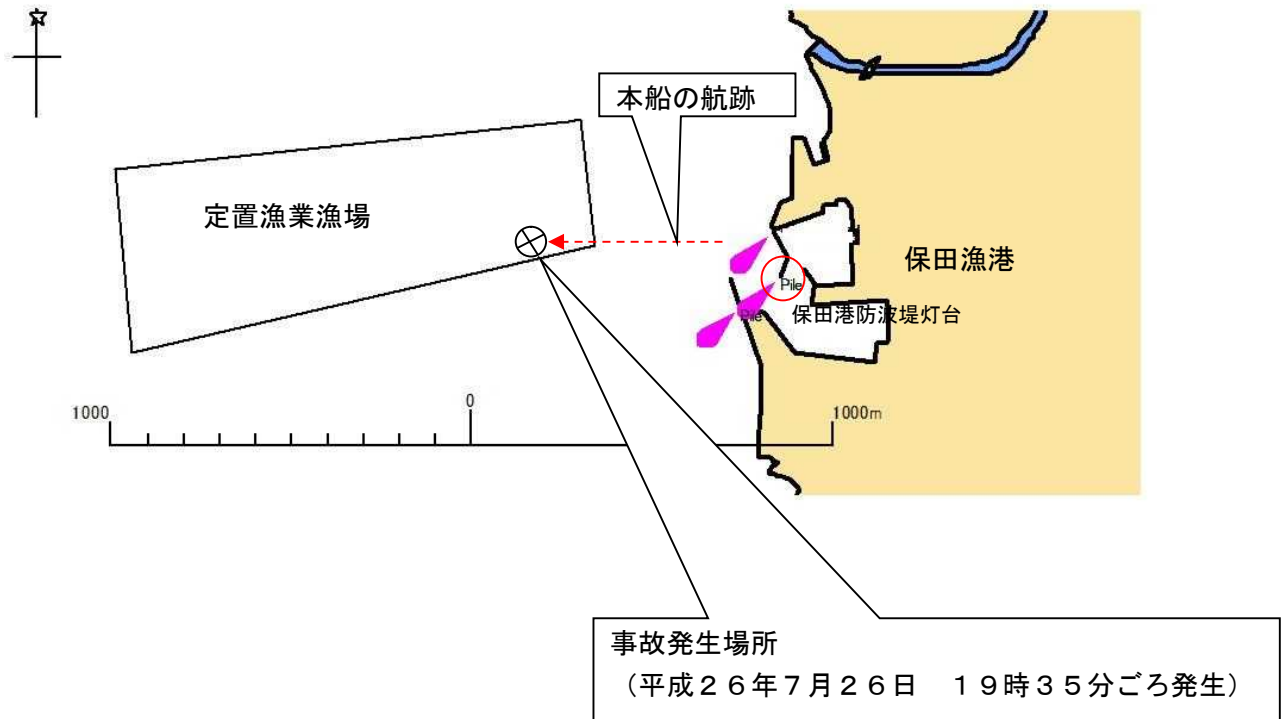 本船の航跡
定置漁業漁場
保田漁港
Pile
Pile
保田港防波堤灯台
1000
0
1000m
事故発生場所
(平成26年7月26日 19時35分ごろ発生)